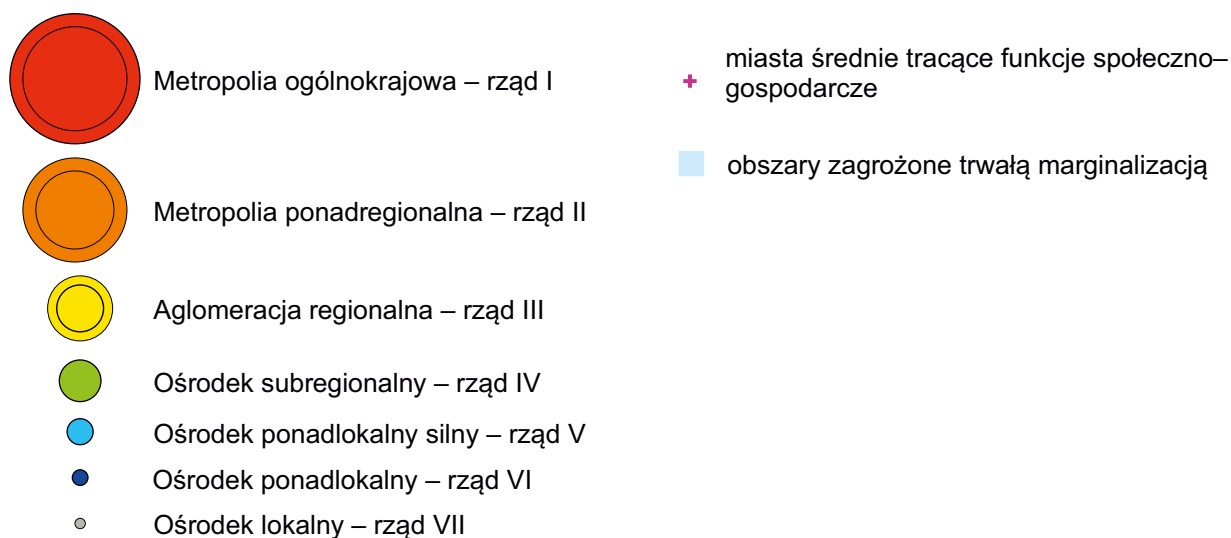 Metropolia ogólnokrajowa – rząd I
Metropolia ponadregionalna – rząd II
Aglomeracja regionalna – rząd III
Ośrodek subregionalny – rząd IV
Ośrodek ponadlokalny silny – rząd V
Ośrodek ponadlokalny – rząd VI
Ośrodek lokalny – rząd VII
miasta średnie tracące funkcje społeczno–
gospodarcze
obszary zagrożone trwałą marginalizacją